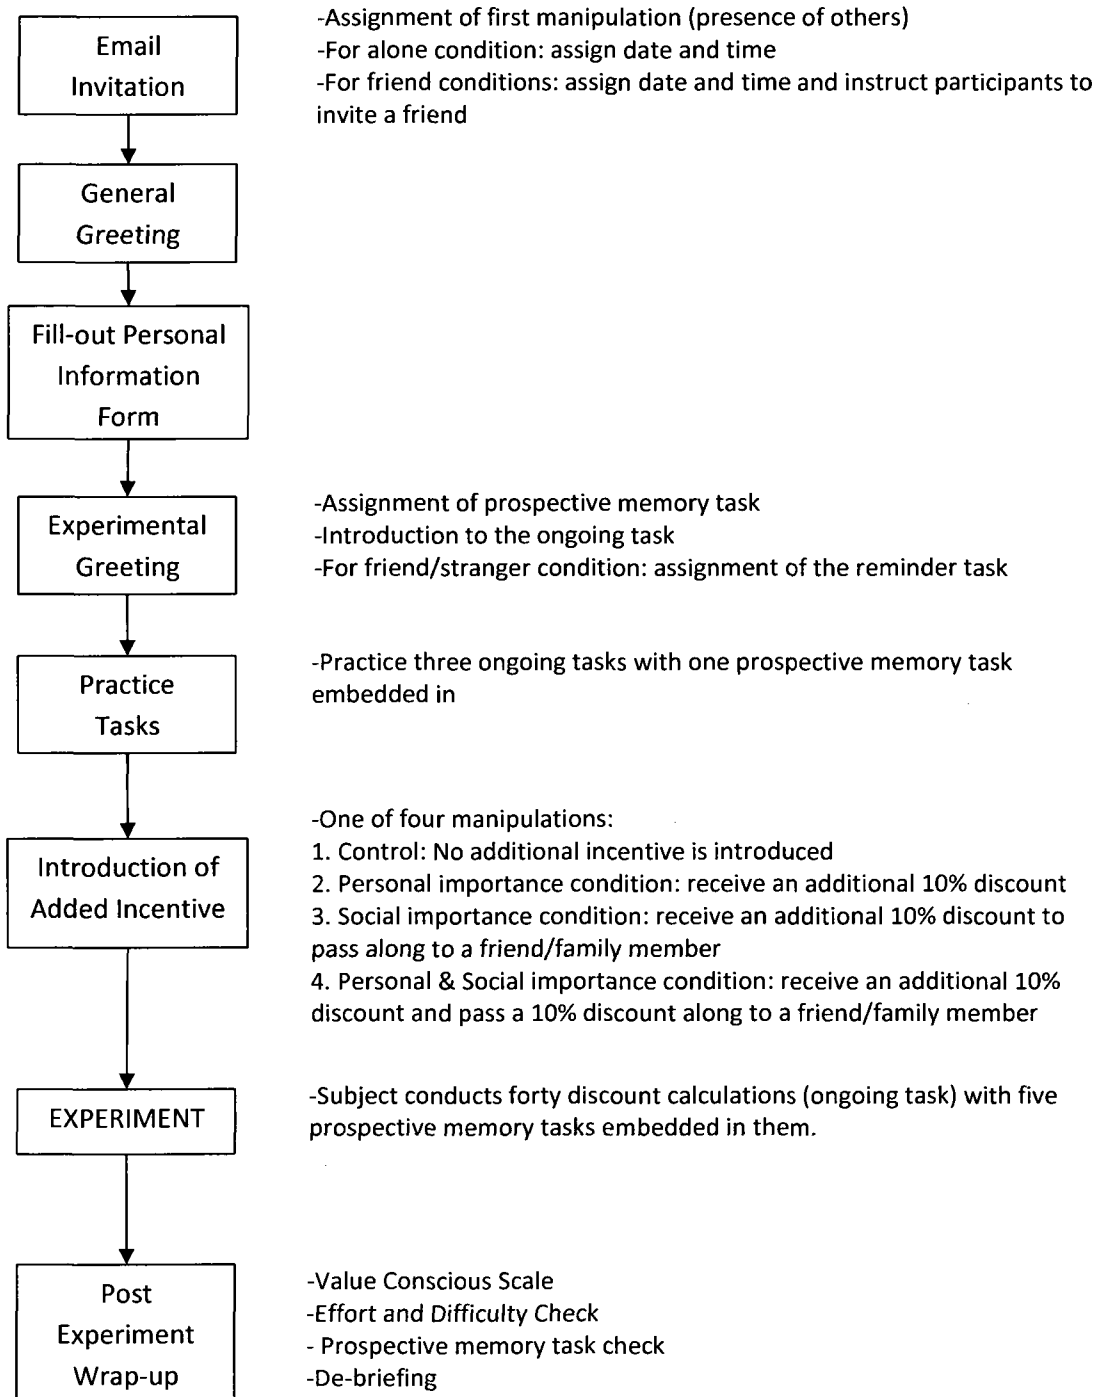 Email
Invitation
-Assignment of first manipulation (presence of others)
-For alone condition: assign date and time
-For friend conditions: assign date and time and instruct participants to
invite a friend
General
Greeting
Fill-out Personal
Information
Form
Experimental
Greeting
-Assignment of prospective memory task
-Introduction to the ongoing task
-For friend/stranger condition: assignment of the reminder task
Practice
Tasks
-Practice three ongoing tasks with one prospective memory task
embedded in
Introduction of
Added Incentive
-One of four manipulations:
1. Control: No additional incentive is introduced
2. Personal importance condition: receive an additional 10% discount
3. Social importance condition: receive an additional 10% discount to
pass along to a friend/family member
4. Personal & Social importance condition: receive an additional 10%
discount and pass a 10% discount along to a friend/family member
EXPERIMENT
-Subject conducts forty discount calculations (ongoing task) with five
prospective memory tasks embedded in them.
Post
Experiment
Wrap-up
-Value Conscious Scale
-Effort and Difficulty Check
- Prospective memory task check
-De-briefing